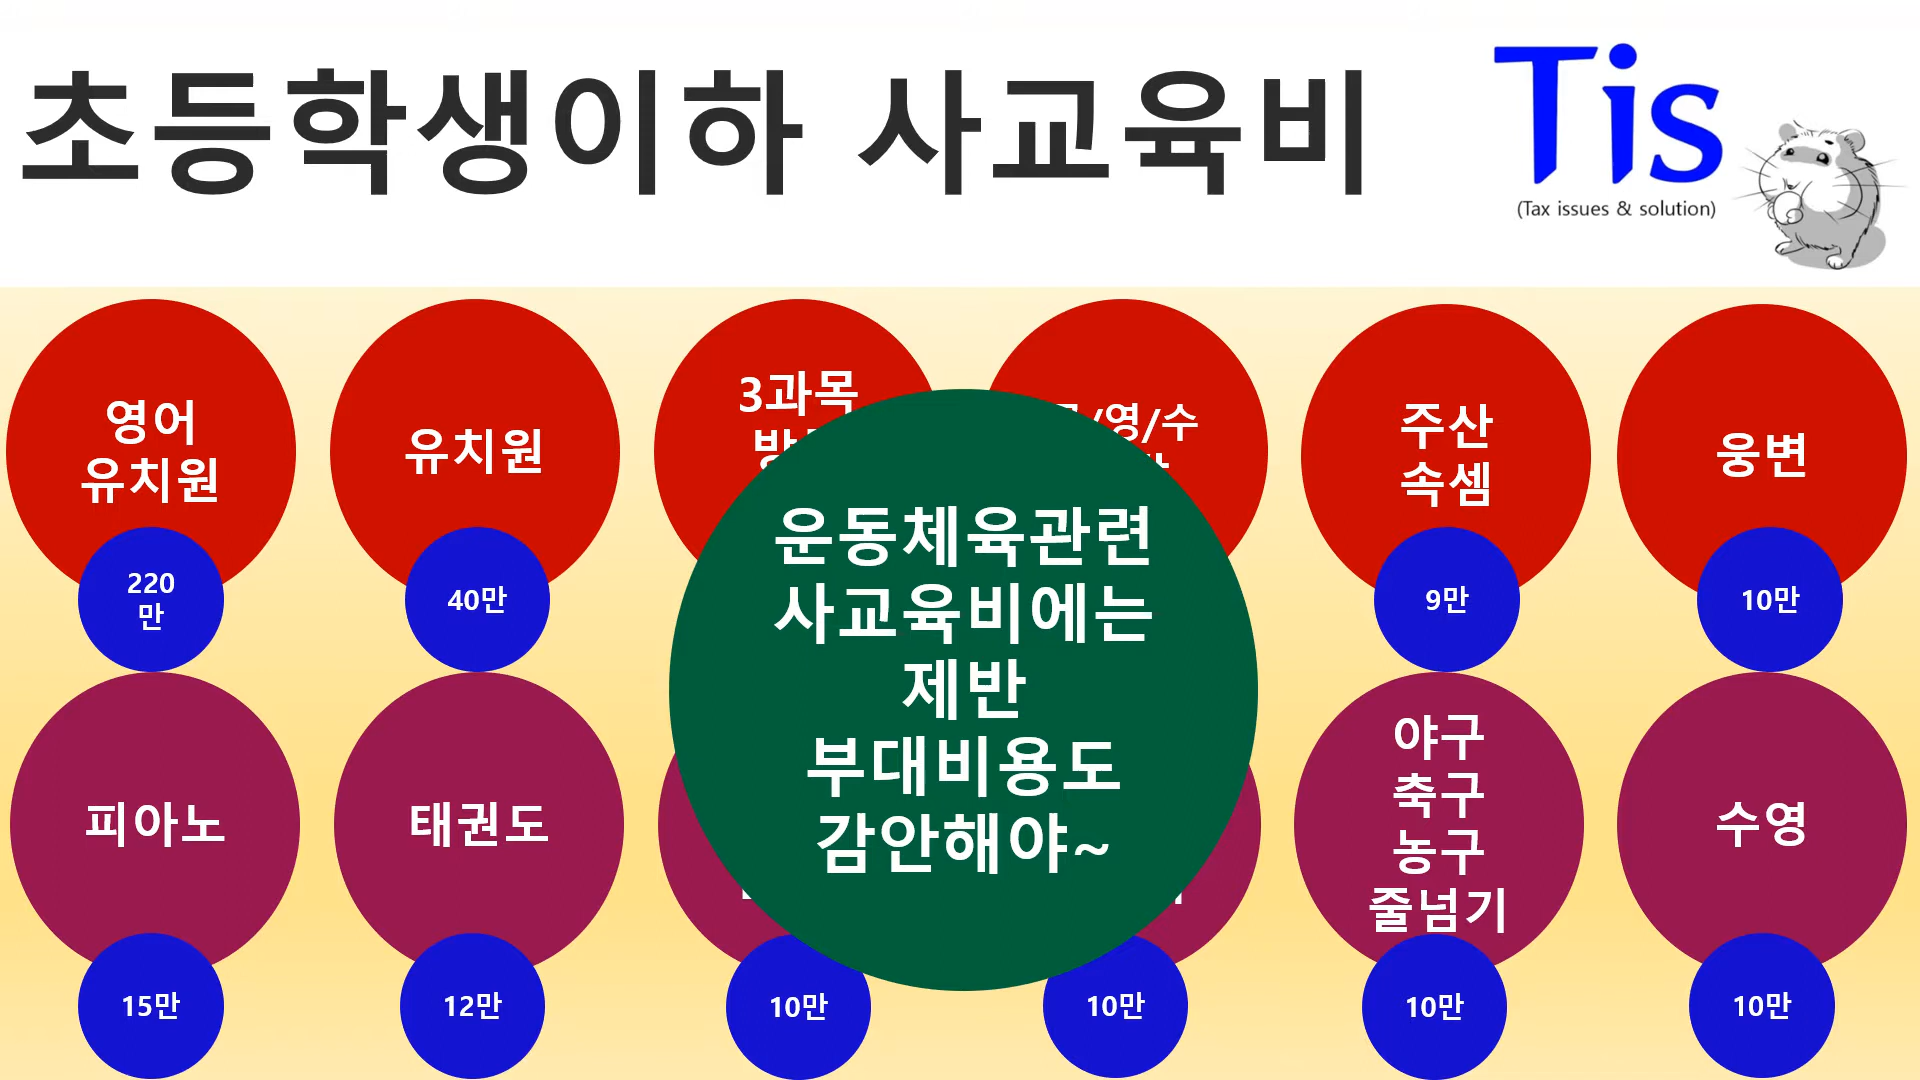 초등학생이하 사교육비
Tis
(Tax issues & solution)
영어
유치원
220
만
유치원
40만
3과목
/영/수
주산
속셈
9만
웅변
10만
운동체육관련
사교육비에는
제반
부대비용도
감안해야~
피아노
15만
태권도
12만
10만
10만
야구
축구
농구
줄넘기
10만
수영
10만